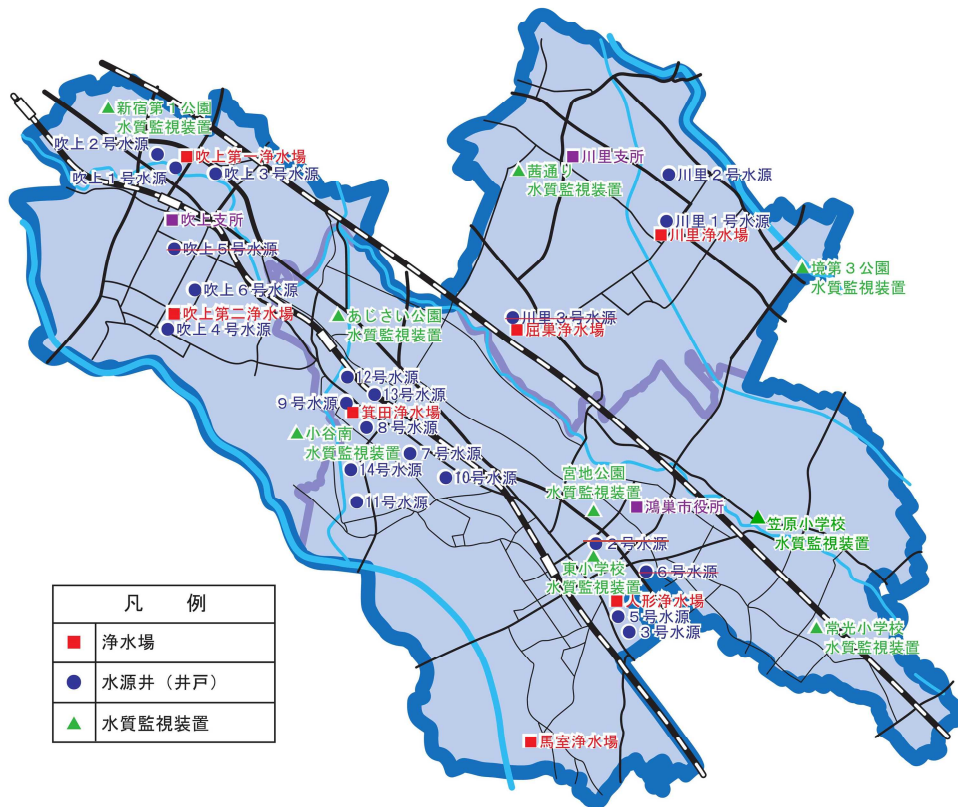 新宿第1公園
水質監視装置
吹上2号水源
吹上第一浄水場
吹上1号水源
吹上3号水源
吹上支所
吹上5号水源
吹上6号水源
吹上第二浄水場
吹上4号水源
あじさい公園
水質監視装置
茜通り
水質監視装置
川里支所
川里2号水源
川里1号水源
川里浄水場
境第3公園
水質監視装置
川里3号水源
屈巣浄水場
12号水源
13号水源
9号水源
箕田浄水場
8号水源
小谷南
水質監視装置
7号水源
14号水源
10号水源
11号水源
宮地公園
水質監視装置
鴻巣市役所
笠原小学校
水質監視装置
2号水源
東小学校
水質監視装置
6号水源
人形浄水場
5号水源
3号水源
常光小学校
水質監視装置
馬室浄水場
凡 例
浄水場
水源井（井戸）
水質監視装置